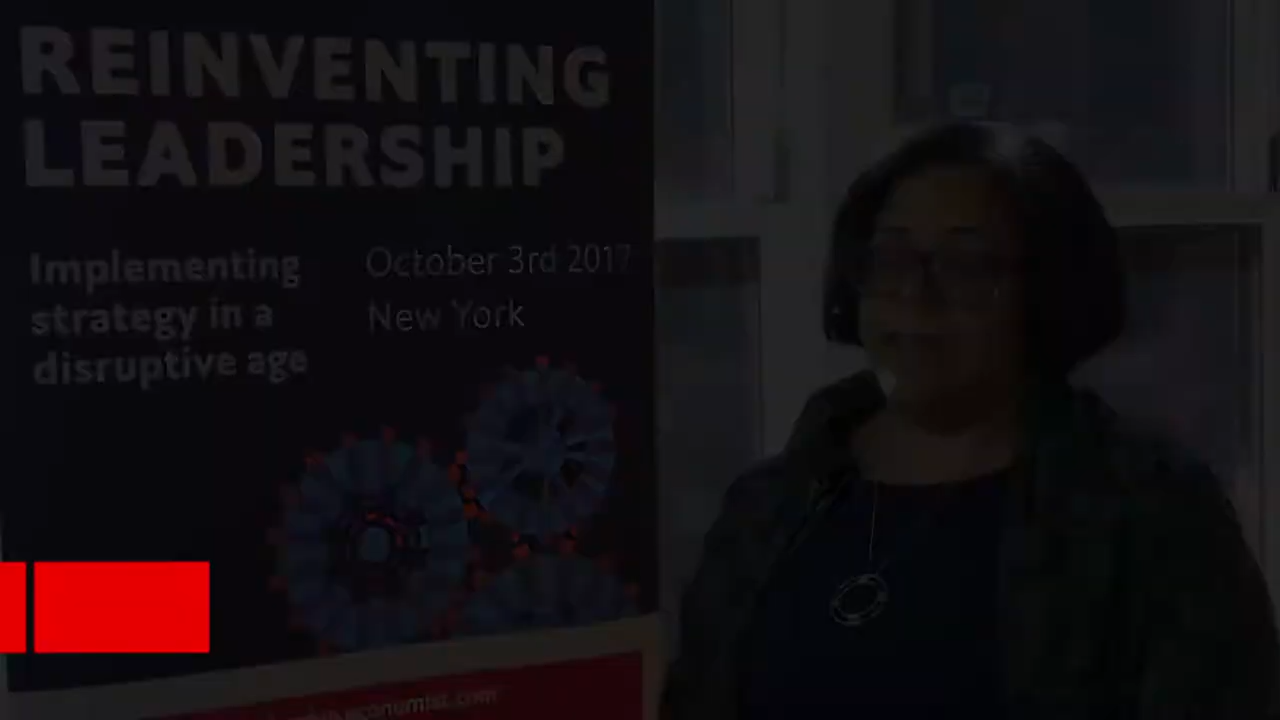 REINVENTING
LEADERSHIP
Implementing
strategy in a
disruptive age
October 3rd 2017
New York